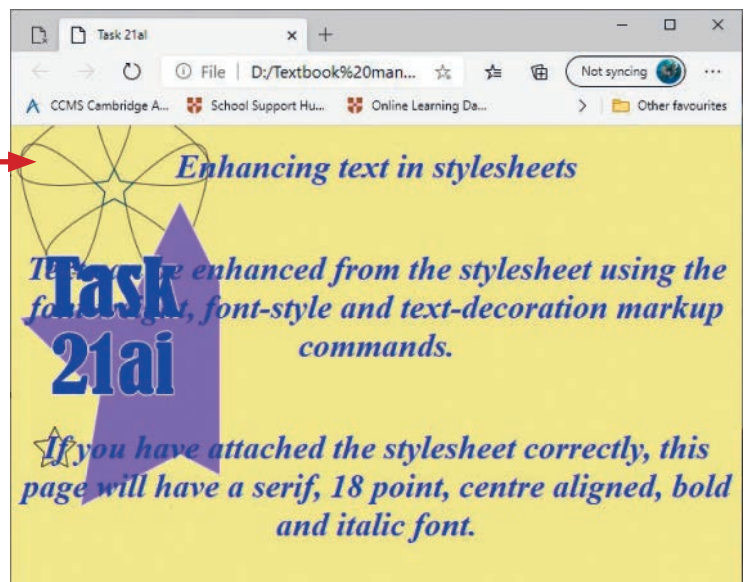 Task 21al
File
D:/Textbook%20man...
Not syncing
CCMS Cambridge A...
School Support Hu...
Online Learning Da...
Other favourites
Enhancing text in stylesheets
enhanced from the stylesheet using the
font-style and text-decoration markup
commands.
Task
21ai
If you have attached the stylesheet correctly, this
page will have a serif, 18 point, centre aligned, bold
and italic font.